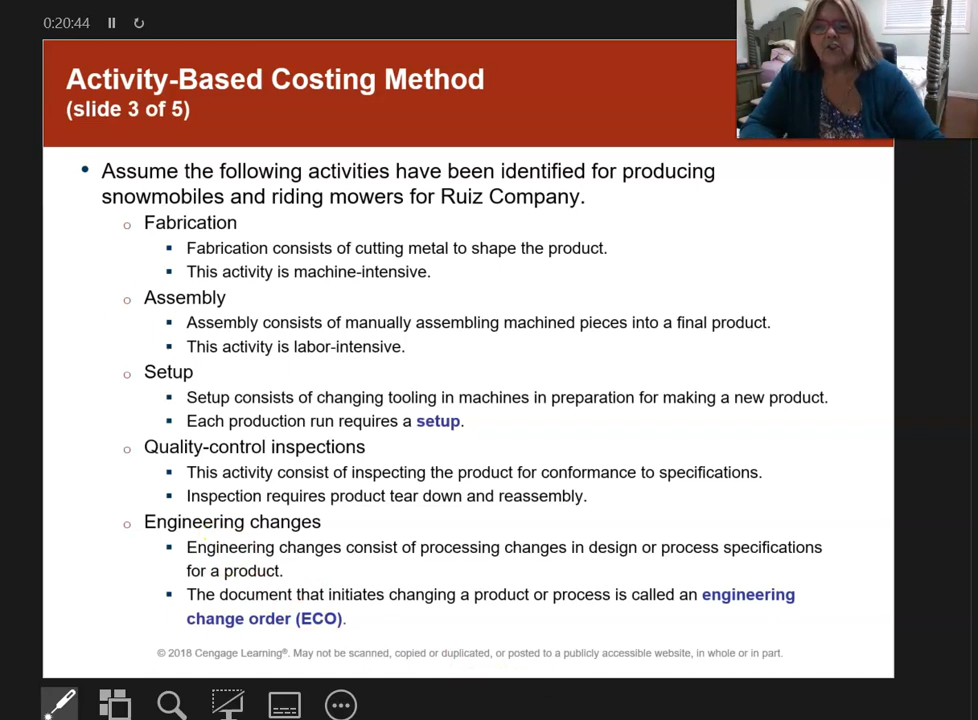 0:20:44
Activity-Based Costing Method
(slide 3 of 5)
• Assume the following activities have been identified for producing
snowmobiles and riding mowers for Ruiz Company.
o Fabrication
▪ Fabrication consists of cutting metal to shape the product.
▪ This activity is machine-intensive.
o Assembly
▪ Assembly consists of manually assembling machined pieces into a final product.
▪ This activity is labor-intensive.
o Setup
▪ Setup consists of changing tooling in machines in preparation for making a new product.
▪ Each production run requires a setup.
o Quality-control inspections
▪ This activity consist of inspecting the product for conformance to specifications.
▪ Inspection requires product tear down and reassembly.
o Engineering changes
▪ Engineering changes consist of processing changes in design or process specifications
for a product.
▪ The document that initiates changing a product or process is called an engineering
change order (ECO).
© 2018 Cengage Learning®. May not be scanned, copied or duplicated, or posted to a publicly accessible website, in whole or in part.